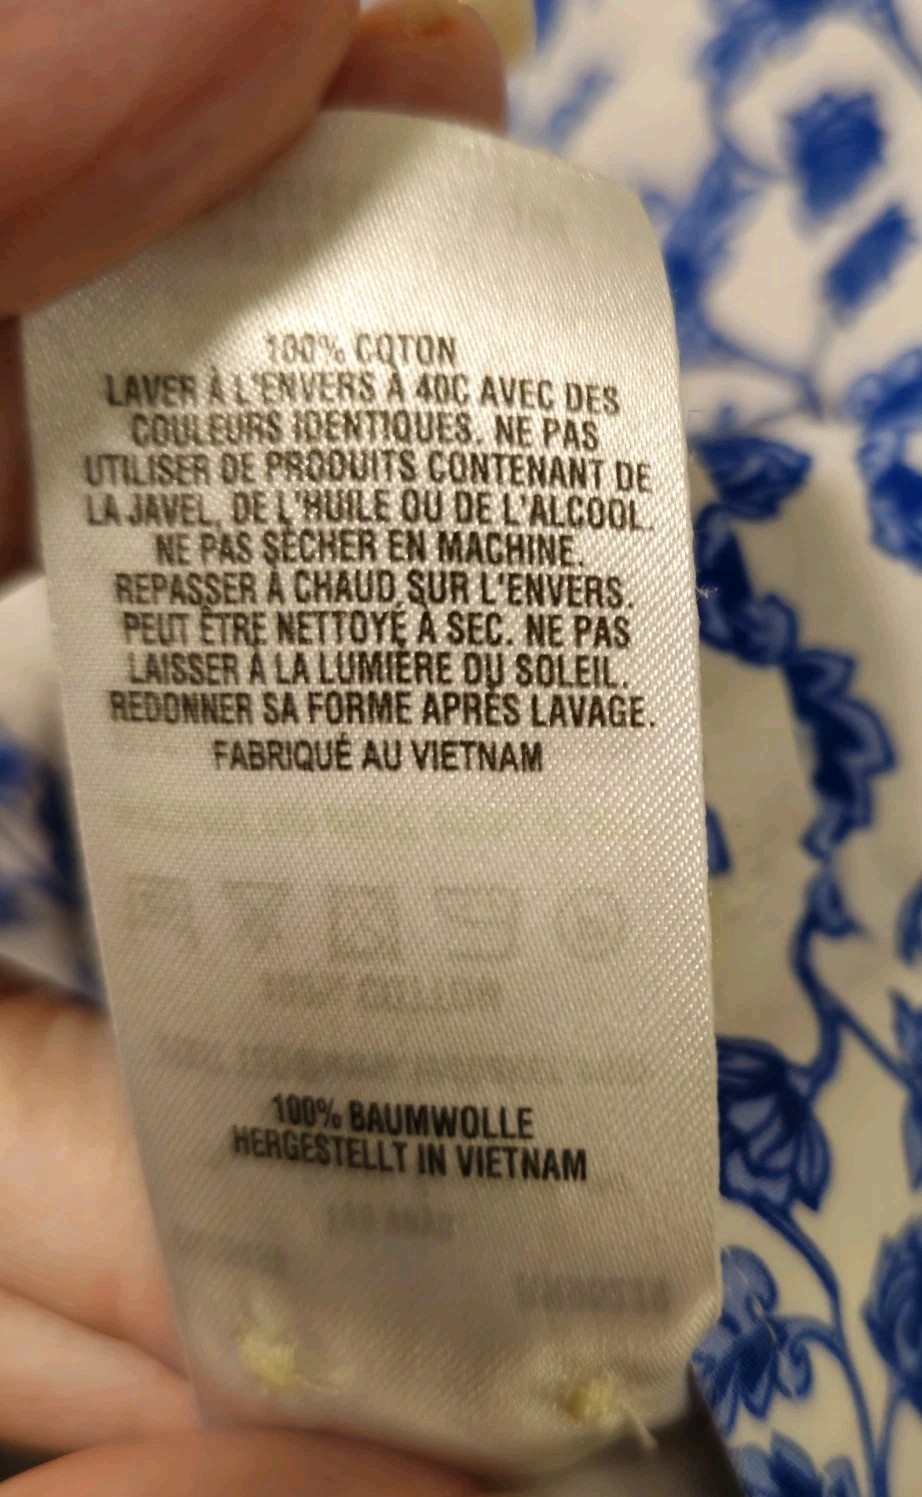 100% COTON
LAVER À L'ENVERS À 40C AVEC DES
COULEURS IDENTIQUES. NE PAS
UTILISER DE PRODUITS CONTENANT DE
LA JAVEL, DE L'HUILE OU DE L'ALCOOL.
NE PAS SÉCHER EN MACHINE.
REPASSER À CHAUD SUR L'ENVERS.
PEUT ÊTRE NETTOYÉ À SEC. NE PAS
LAISSER À LA LUMIÈRE DU SOLEIL.
REDONNER SA FORME APRÈS LAVAGE.
FABRIQUÉ AU VIETNAM
100% BAUMWOLLE
HERGESTELLT IN VIETNAM